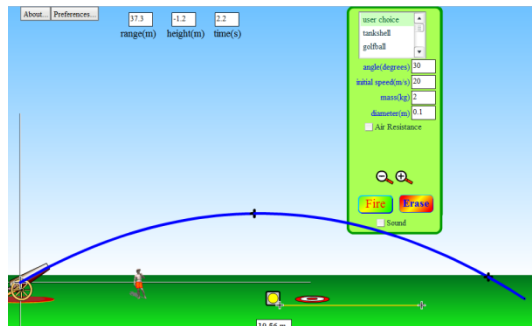 About... Preferences...
37.3 -1.2 2.2
range(m) height(m) time(s)
user choice
tankshell
golfball
angle(degrees) 30
initial speed(m/s) 20
mass(kg) 2
diameter(m) 0.1
Air Resistance
Fire Erase
Sound